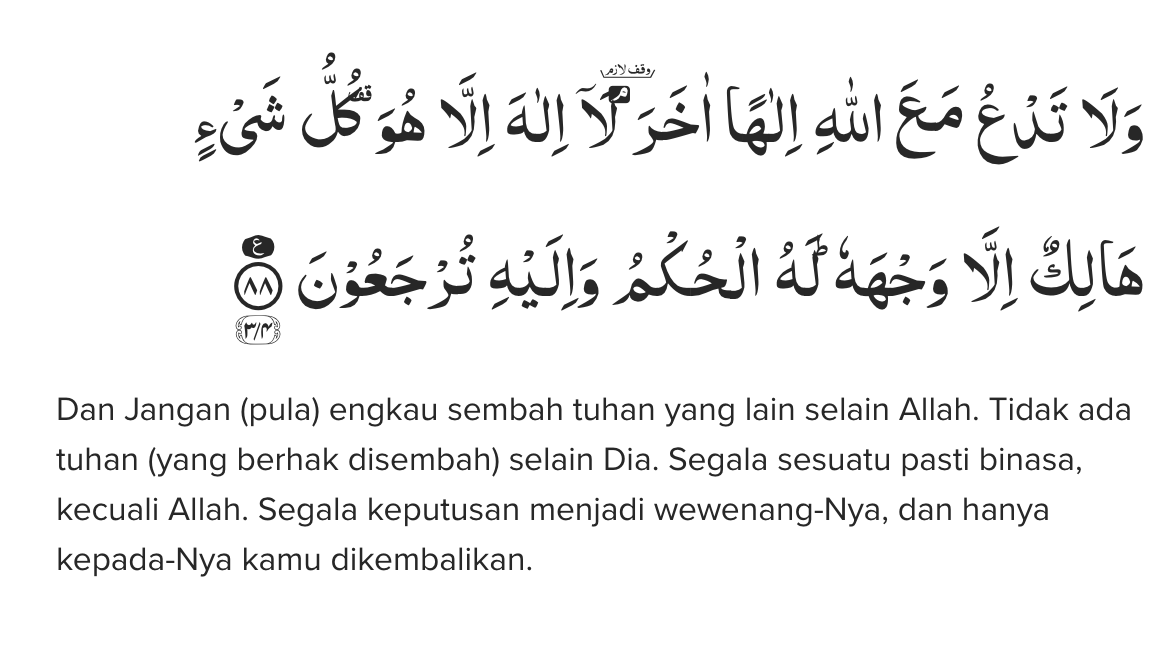 وَلَا تَدْعُ مَعَ اللّٰهِ اِلٰهًا اٰخَرَۘ لَآ اِلٰهَ اِلَّا هُوَۗ كُلُّ شَيْءٍ
وقف لازم
هَالِكٌ اِلَّا وَجْهَهٗ ۗ لَهُ الْحُكْمُ وَاِلَيْهِ تُرْجَعُوْنَ ࣖ ٨٨
٣/٤
Dan Jangan (pula) engkau sembah tuhan yang lain selain Allah. Tidak ada
tuhan (yang berhak disembah) selain Dia. Segala sesuatu pasti binasa,
kecuali Allah. Segala keputusan menjadi wewenang-Nya, dan hanya
kepada-Nya kamu dikembalikan.